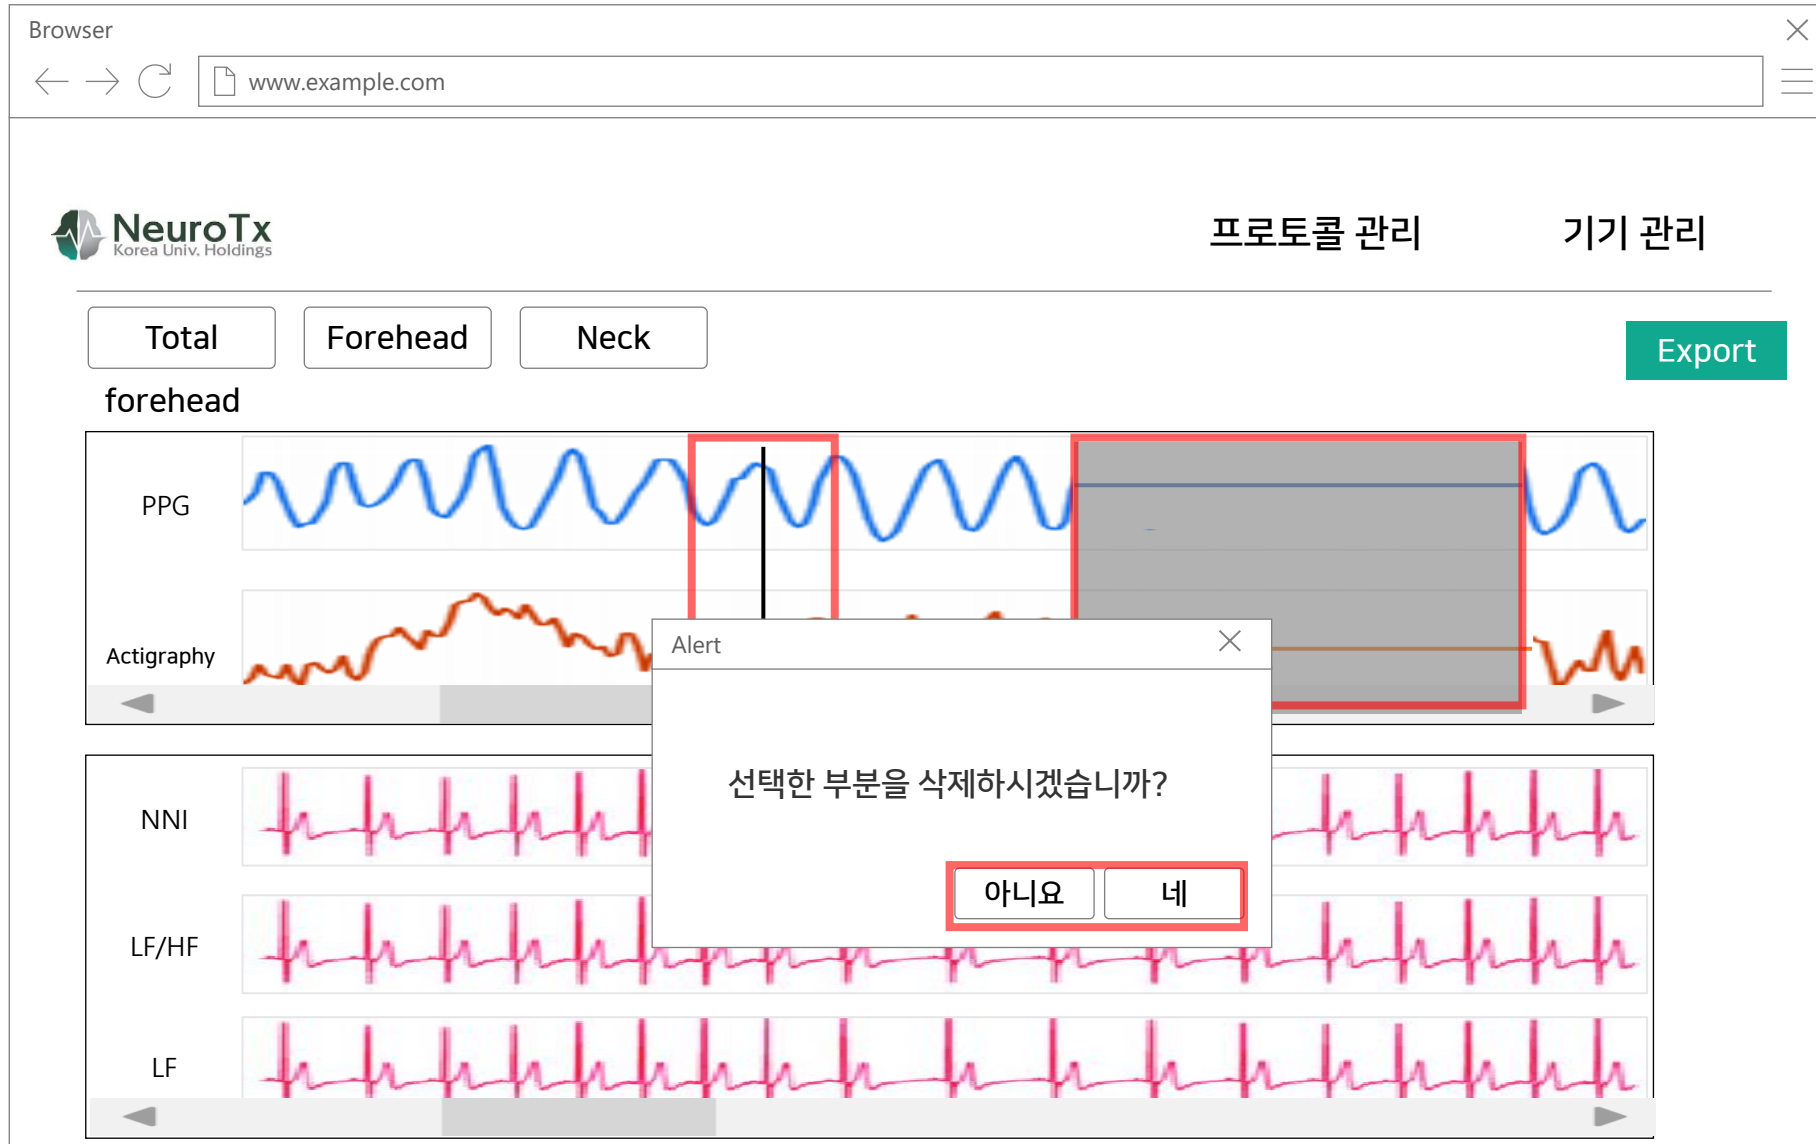 Browser
www.example.com
NeuroTx
Korea Univ. Holdings
프로토콜 관리
기기 관리
Total
Forehead
Neck
Export
forehead
PPG
Actigraphy
Alert
선택한 부분을 삭제하시겠습니까?
아니요
네
NNI
LF/HF
LF